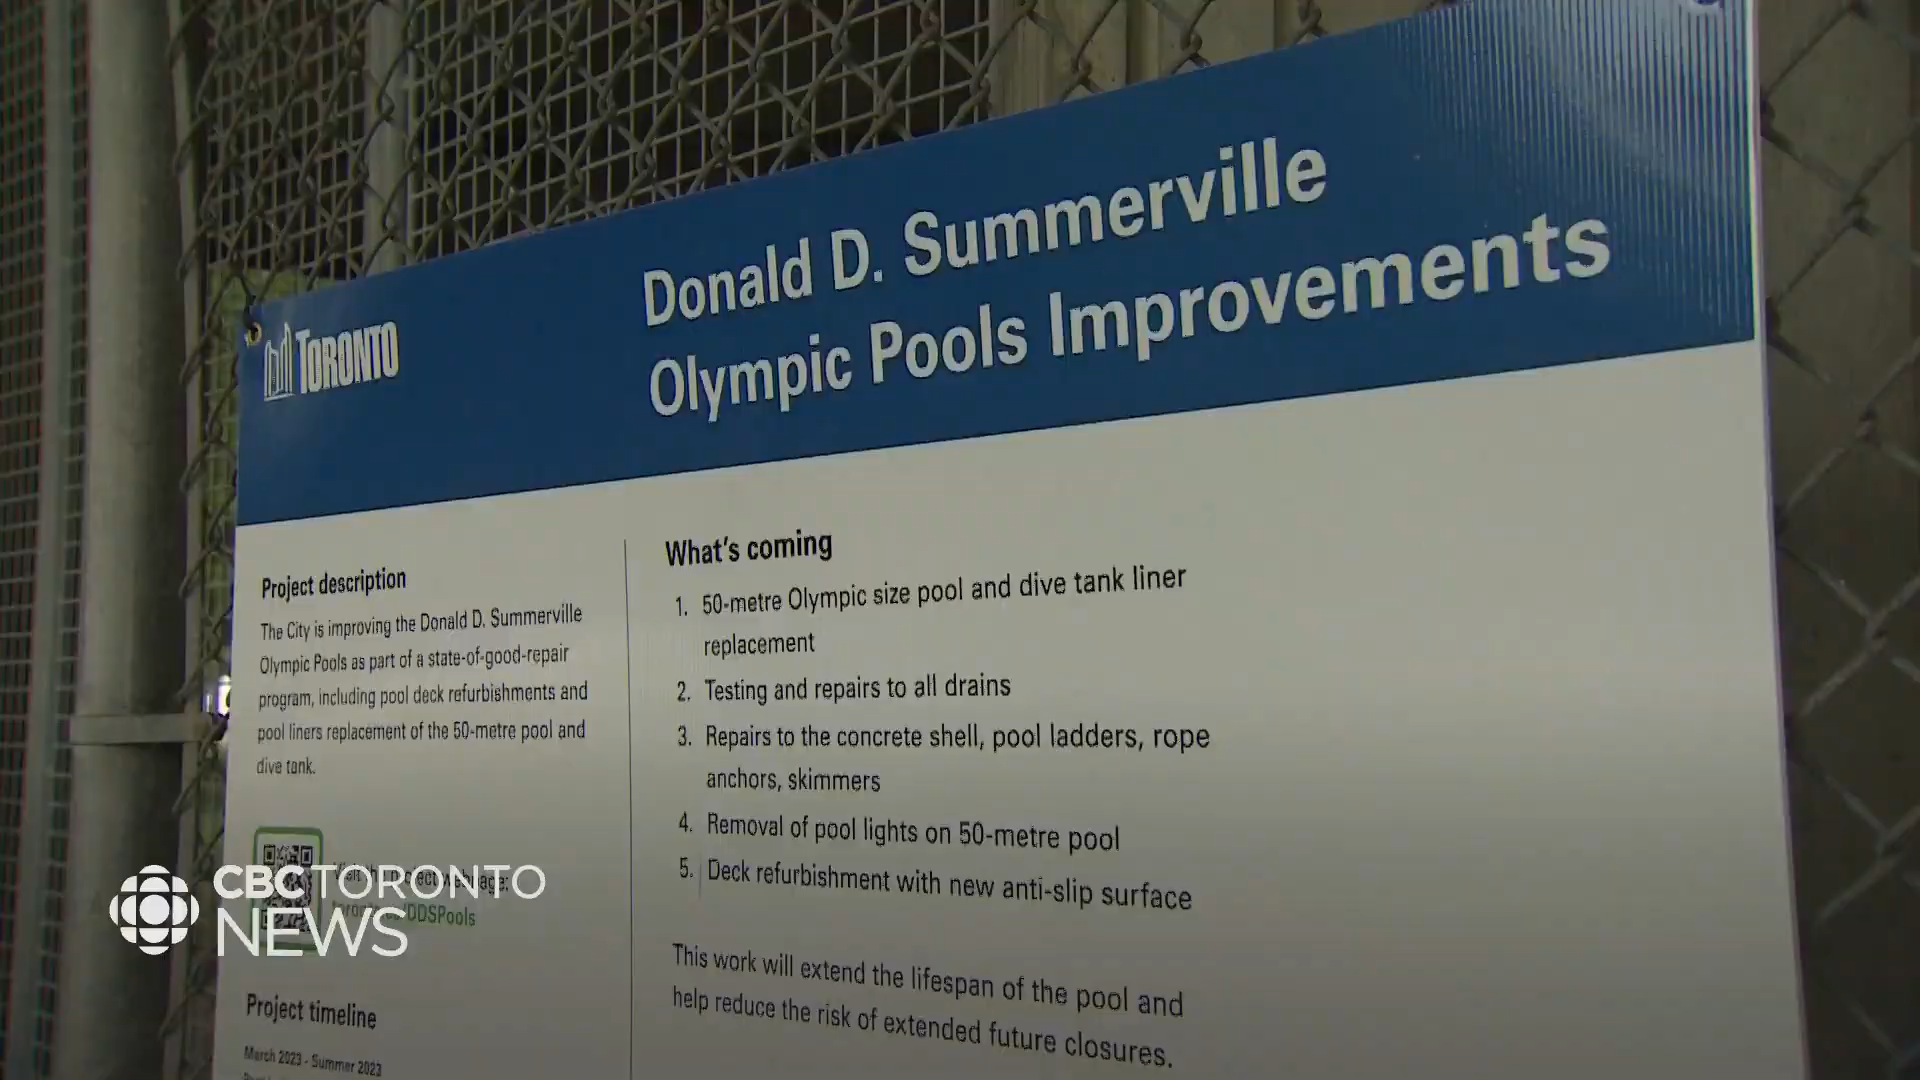 TORONTO
Donald D. Summerville
Olympic Pools Improvements
Project description
The City is improving the Donald D. Summerville
Olympic Pools as part of a state-of-good-repair
program, including pool deck refurbishments and
pool liners replacement of the 50-metre pool and
dive tank.
Visit the project webpage:
toronto.ca/DDSPools
Project timeline
March 2023 - Summer 2023
What's coming
1. 50-metre Olympic size pool and dive tank liner
replacement
2. Testing and repairs to all drains
3. Repairs to the concrete shell, pool ladders, rope
anchors, skimmers
4. Removal of pool lights on 50-metre pool
5. Deck refurbishment with new anti-slip surface
This work will extend the lifespan of the pool and
help reduce the risk of extended future closures.
CBC TORONTO
NEWS